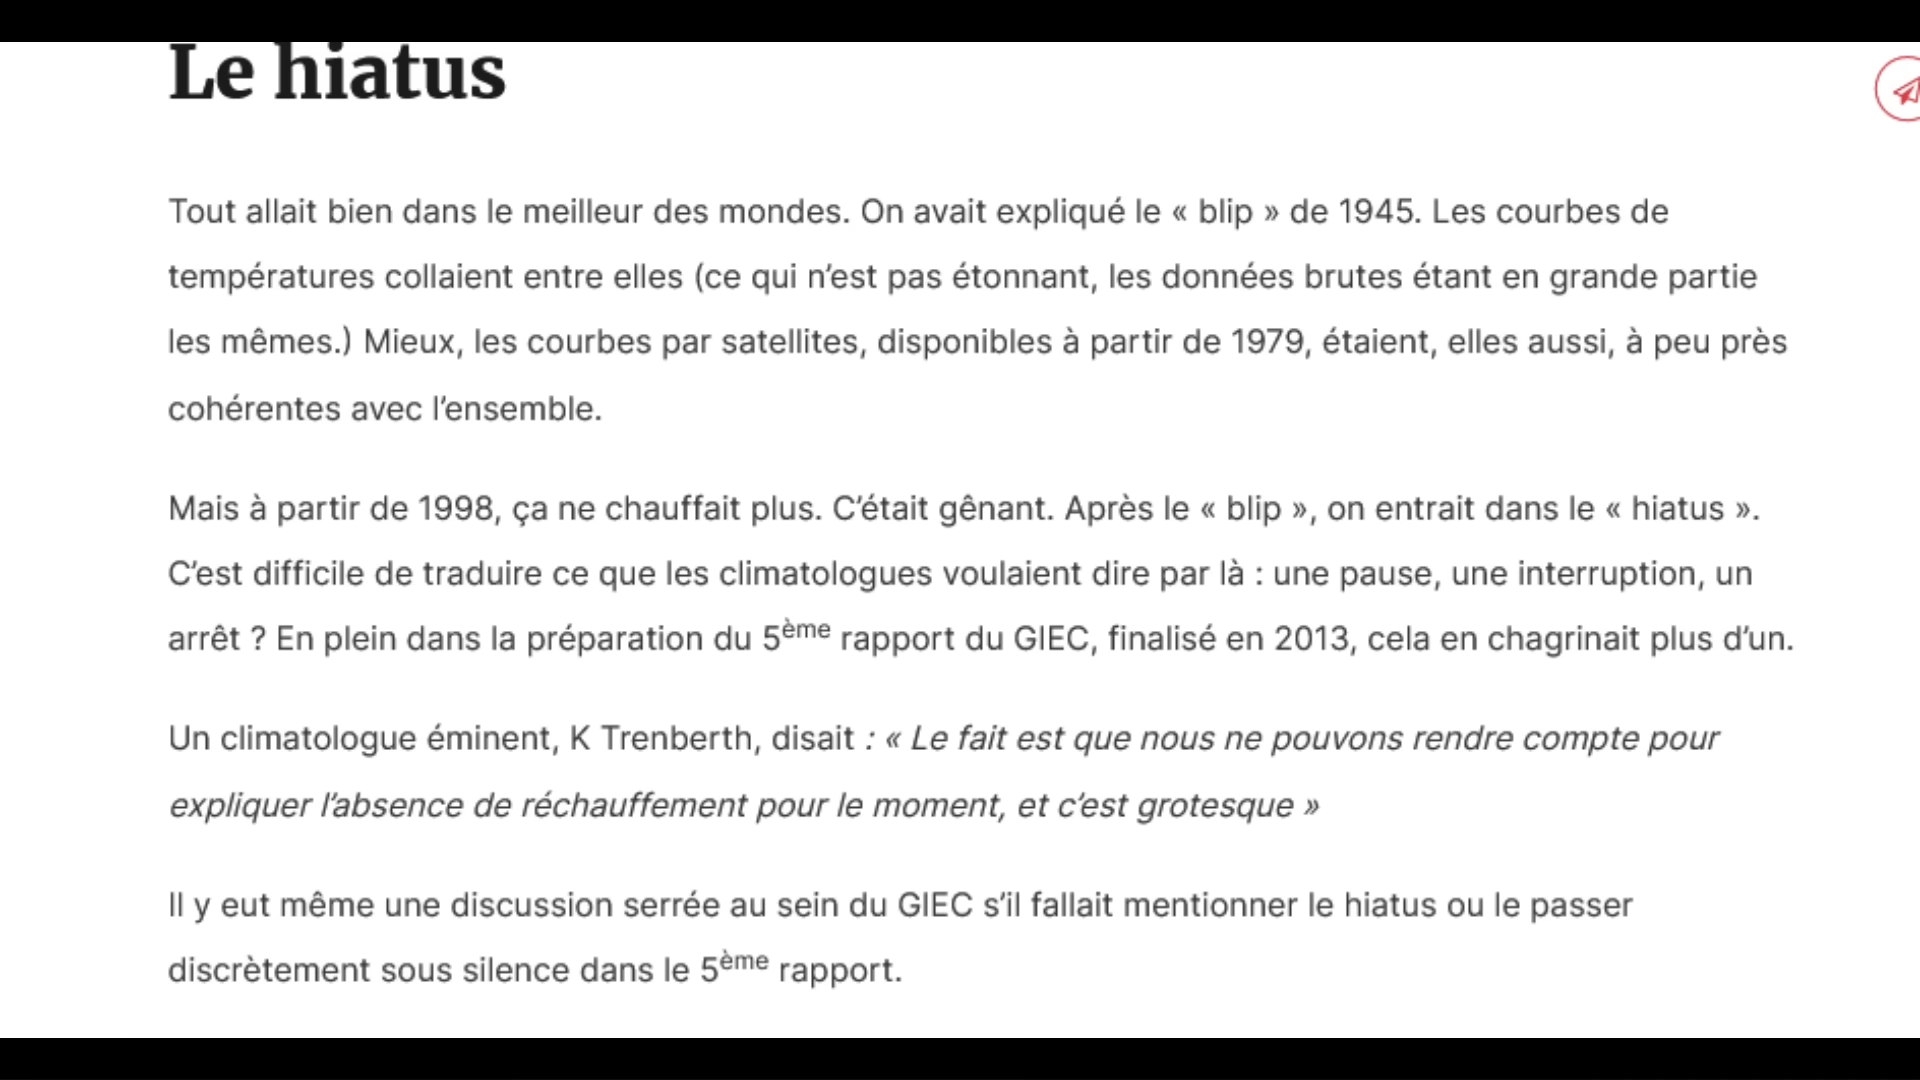 Le hiatus
Tout allait bien dans le meilleur des mondes. On avait expliqué le « blip » de 1945. Les courbes de
températures collaient entre elles (ce qui n’est pas étonnant, les données brutes étant en grande partie
les mêmes.) Mieux, les courbes par satellites, disponibles à partir de 1979, étaient, elles aussi, à peu près
cohérentes avec l’ensemble.
Mais à partir de 1998, ça ne chauffait plus. C’était gênant. Après le « blip », on entrait dans le « hiatus ».
C’est difficile de traduire ce que les climatologues voulaient dire par là : une pause, une interruption, un
arrêt ? En plein dans la préparation du 5ème rapport du GIEC, finalisé en 2013, cela en chagrinait plus d’un.
Un climatologue éminent, K Trenberth, disait : « Le fait est que nous ne pouvons rendre compte pour
expliquer l’absence de réchauffement pour le moment, et c’est grotesque »
Il y eut même une discussion serrée au sein du GIEC s’il fallait mentionner le hiatus ou le passer
discrètement sous silence dans le 5ème rapport.